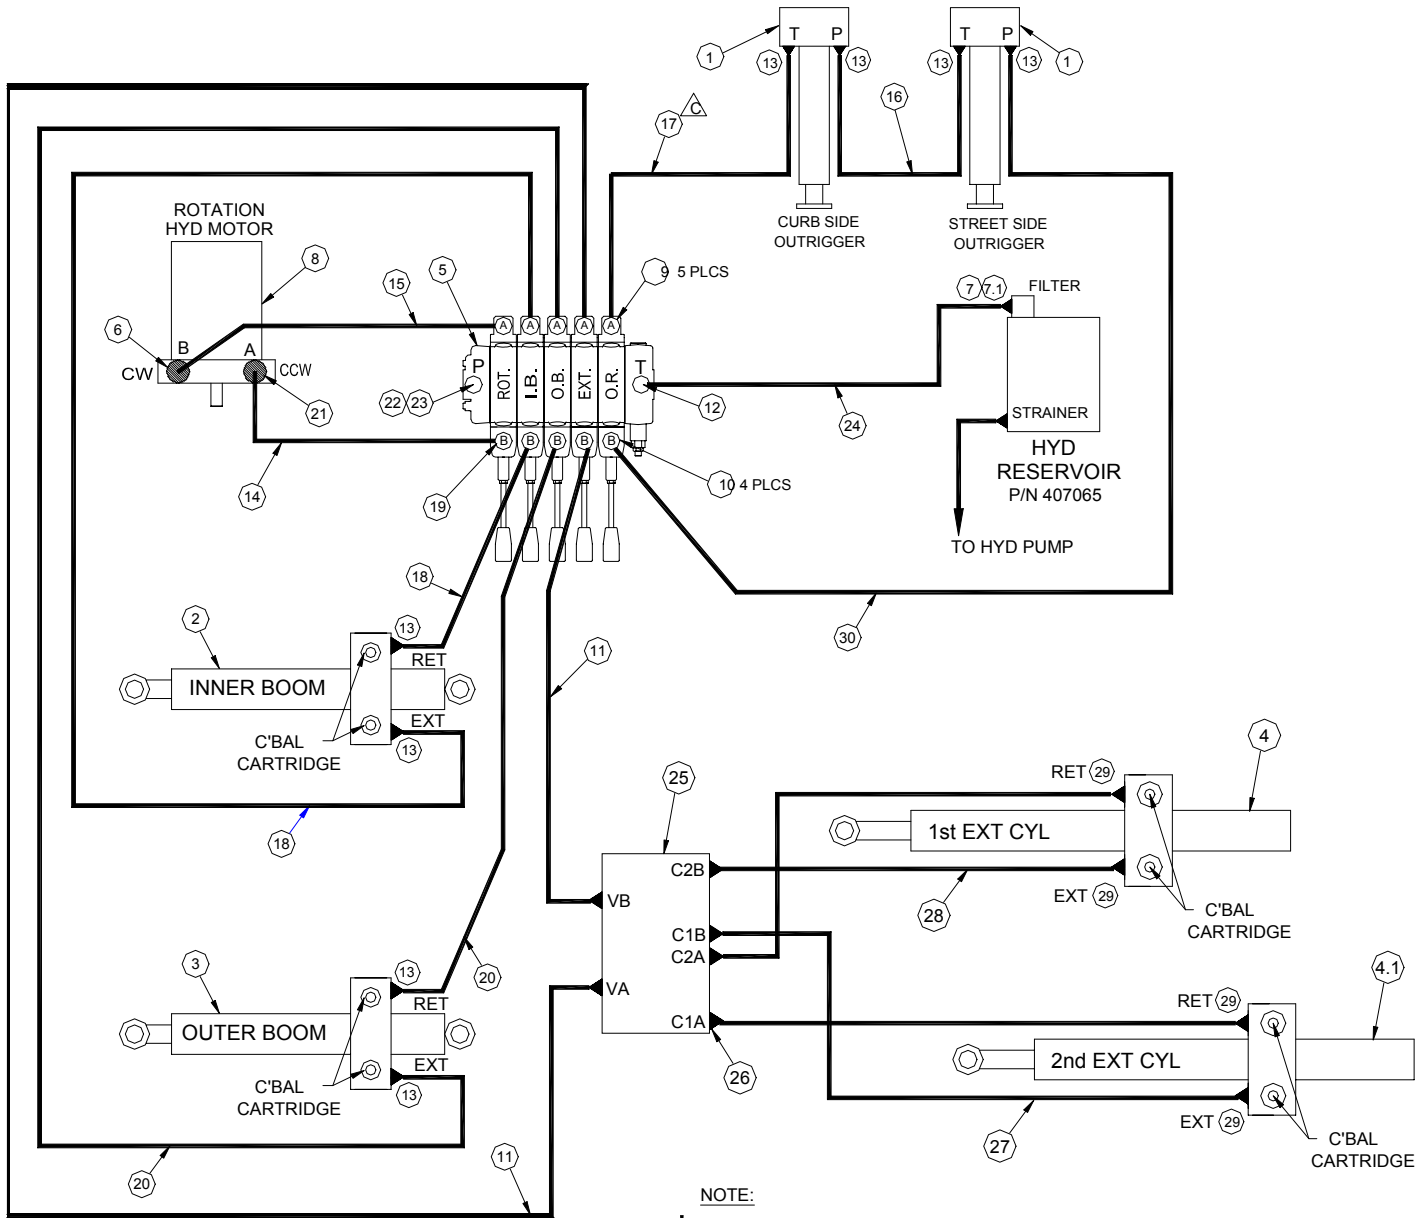 T P
T P
1
13
13
13
13
1
16
17
C
CURB SIDE
OUTRIGGER
STREET SIDE
OUTRIGGER
ROTATION
HYD MOTOR
8
15
5
9 5 PLCS
7
7.1
FILTER
6
B
A
CW
CCW
21
A A A A A
P
ROT.
I.B.
O.B.
EXT.
O.R.
T
22
23
12
24
STRAINER
HYD
RESERVOIR
P/N 407065
TO HYD PUMP
B B B B B
14
19
10 4 PLCS
18
30
2
13
RET
INNER BOOM
EXT
13
C'BAL
CARTRIDGE
18
11
25
4
RET 29
1st EXT CYL
EXT 29
28
C'BAL
CARTRIDGE
C2B
VB
C1B
C2A
VA
C1A
26
3
13
RET
OUTER BOOM
EXT
13
C'BAL
CARTRIDGE
20
20
11
4.1
RET 29
2nd EXT CYL
EXT 29
27
C'BAL
CARTRIDGE
NOTE: